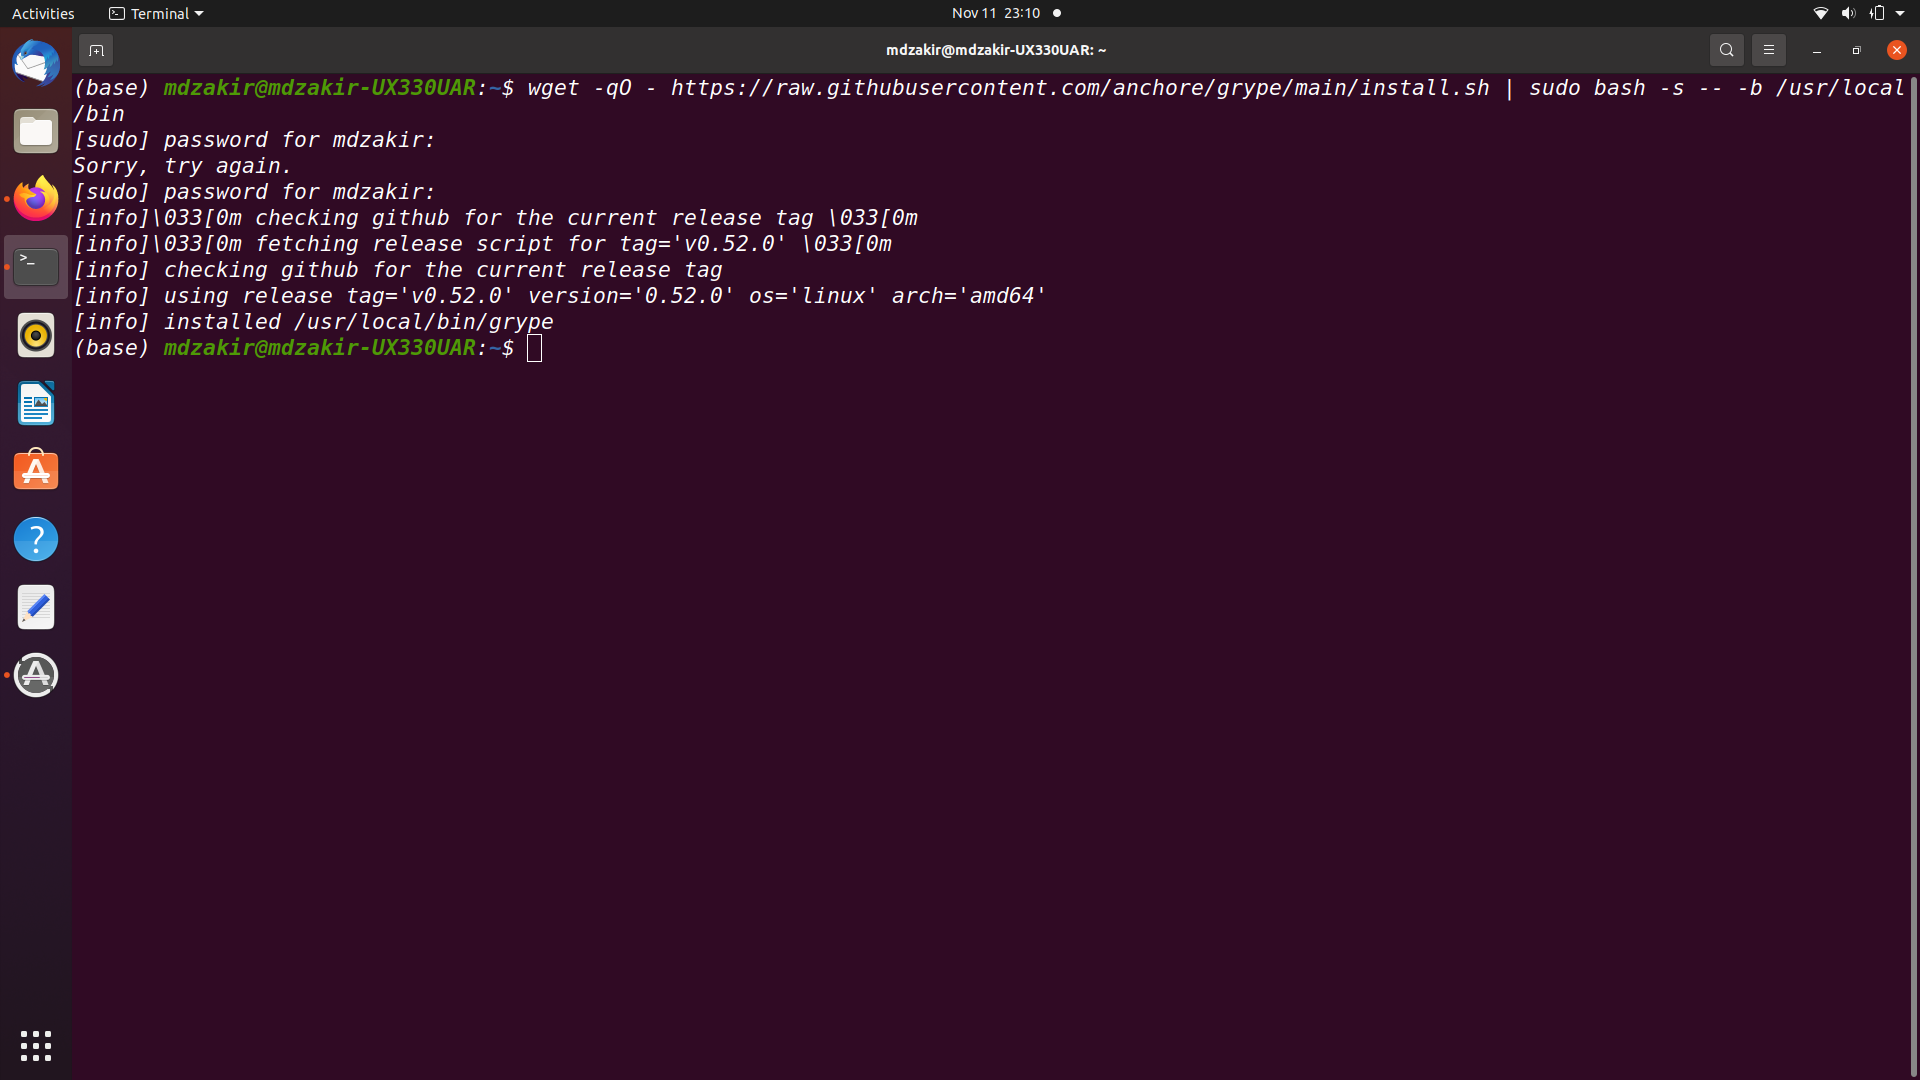 Activities
Terminal
Nov 11 23:10
mdzakir@mdzakir-UX330UAR: ~
(base) mdzakir@mdzakir-UX330UAR:~$ wget -qO - https://raw.githubusercontent.com/anchore/grype/main/install.sh | sudo bash -s -- -b /usr/local
/bin
[sudo] password for mdzakir:
Sorry, try again.
[sudo] password for mdzakir:
[info]\033[0m checking github for the current release tag \033[0m
[info]\033[0m fetching release script for tag='v0.52.0' \033[0m
[info] checking github for the current release tag
[info] using release tag='v0.52.0' version='0.52.0' os='linux' arch='amd64'
[info] installed /usr/local/bin/grype
(base) mdzakir@mdzakir-UX330UAR:~$